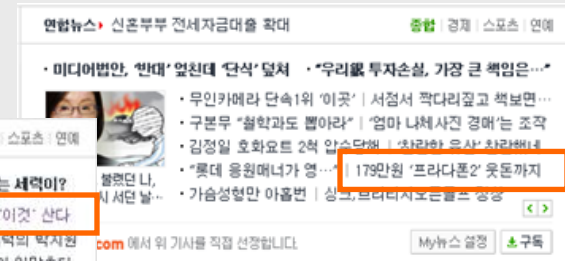 연합뉴스 신혼부부 전세자금대출 확대 종합 | 경제 | 스포츠 | 연예
· 미디어법안, '반대' 엎친데 '단식' 덮쳐 · "우리銀 투자손실, 가장 큰 책임은…"
· 무인카메라 단속1위 '이곳' | 서점서 짝다리짚고 책보면…
· 구본무 "철학과도 뽑아라" | '엄마 나체사진 경매'는 조작
· 김정일 호화요트 2척
· "롯데 응원매너가 영…" | 179만원 '프라다폰2' 웃돈까지
· 가슴성형만 아홉번 |
불렸던 나,
시 서던 날…
스포츠 | 연예
는 세력이?
'이것' 산다
력의 박지원
com 에서 위 기사를 직접 선정합니다.
My뉴스 설정 구독